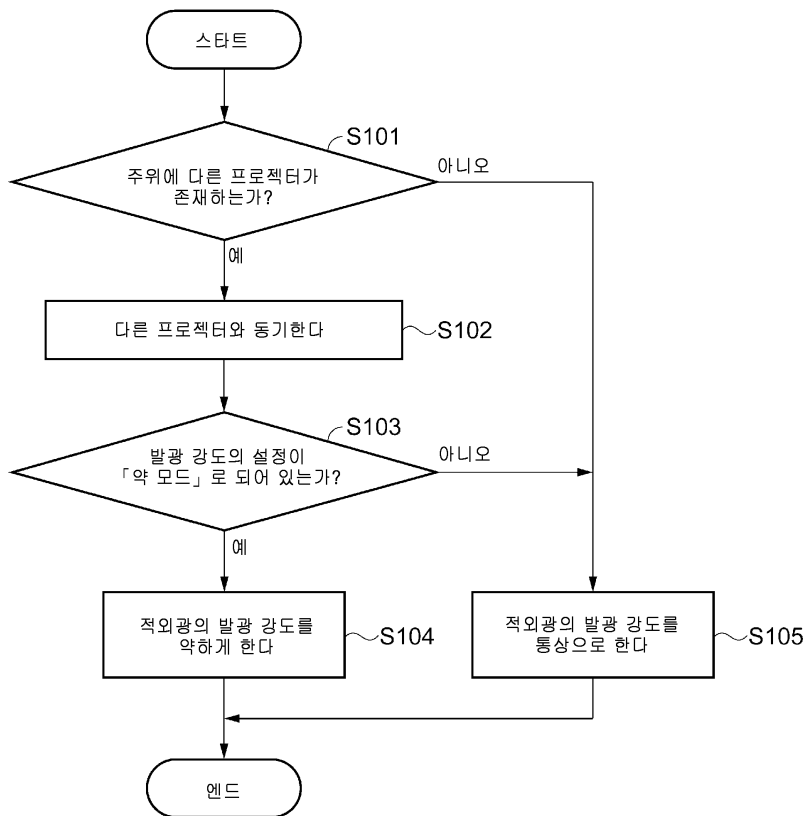 스타트
S101
주위에 다른 프로젝터가
존재하는가?
아니오
예
다른 프로젝터와 동기한다
S102
S103
발광 강도의 설정이
「약 모드」로 되어 있는가?
아니오
예
적외광의 발광 강도를
약하게 한다
S104
적외광의 발광 강도를
통상으로 한다
S105
엔드